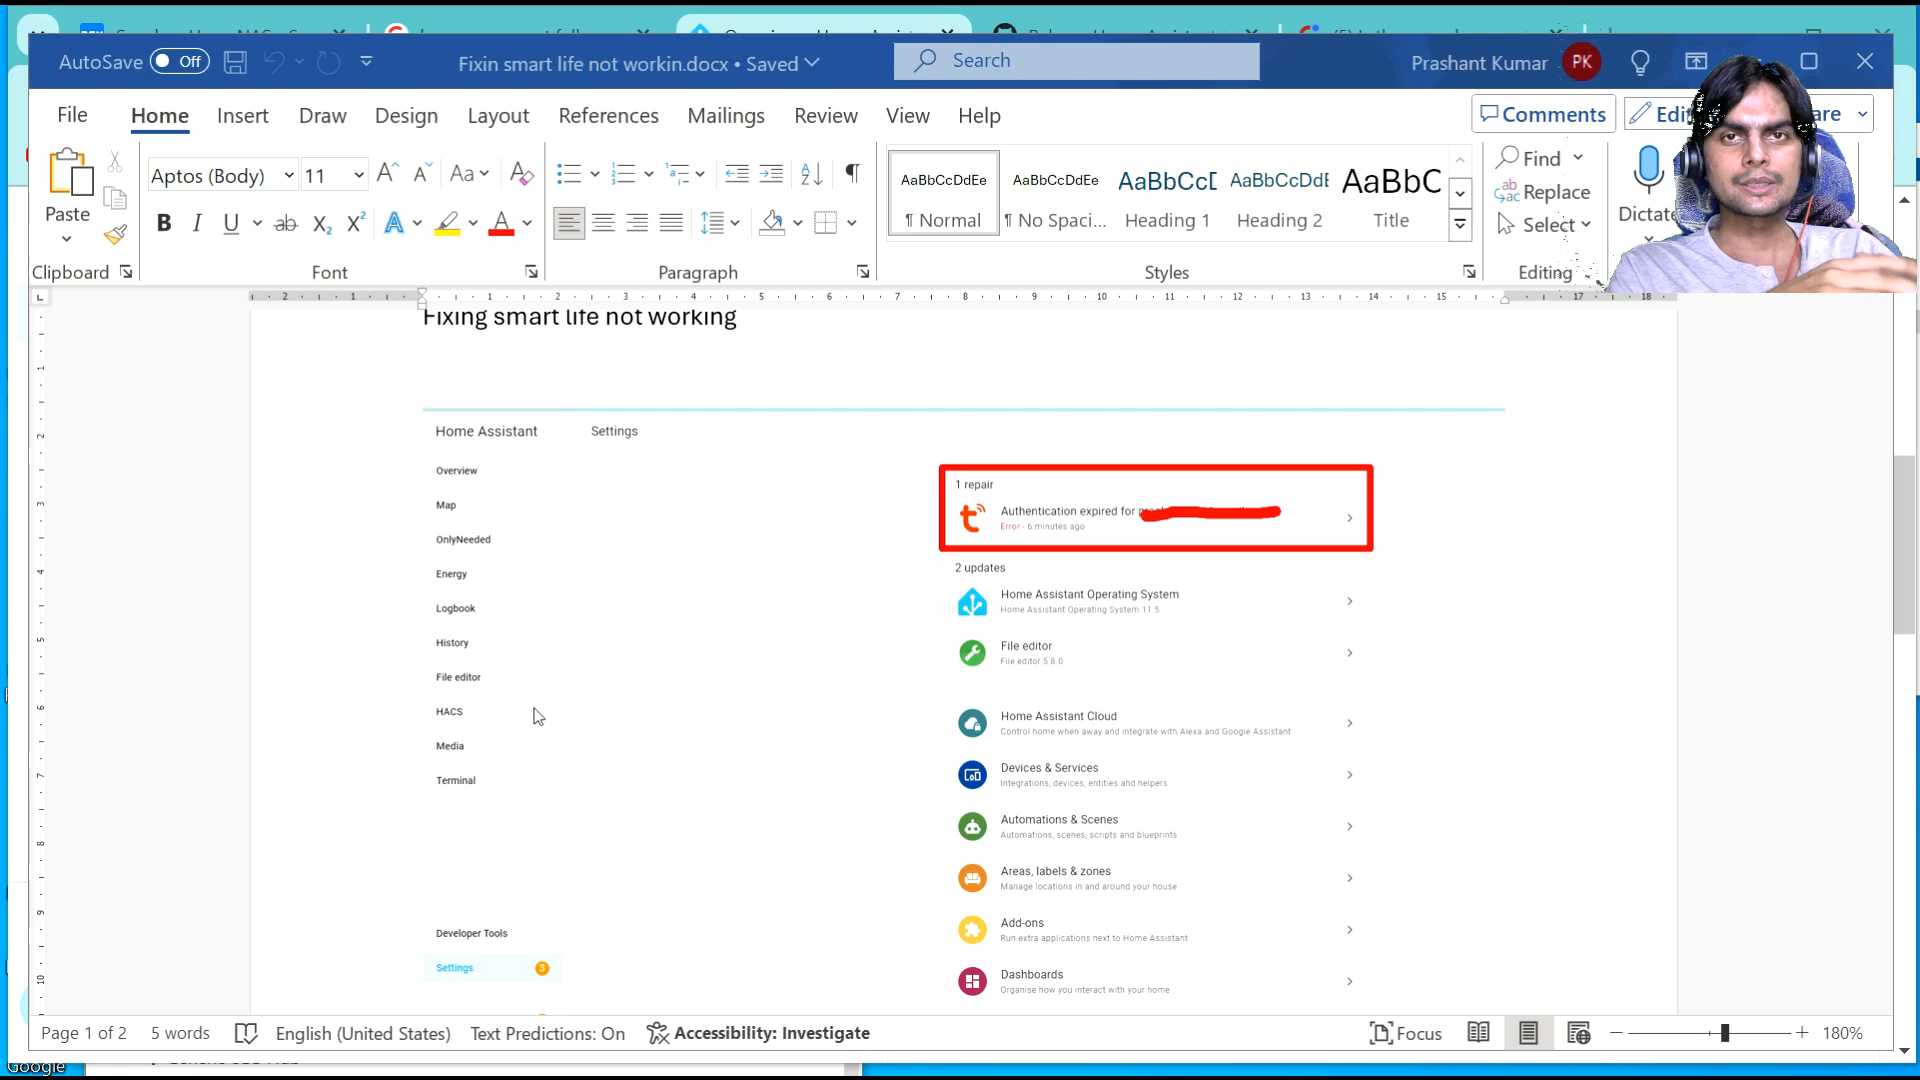 AutoSave Off Fixin smart life not workin.docx • Saved Search Prashant Kumar PK
File Home Insert Draw Design Layout References Mailings Review View Help Comments
Paste Aptos (Body) 11 Aa AaBbCcDdEe AaBbCcDdEe AaBbCcD AaBbCcDdE AaBbC Find
Normal No Spaci... Heading 1 Heading 2 Title Replace
Select Dictate
Clipboard Font Paragraph Styles Editing
Fixing smart life not working
Home Assistant Settings
Overview
Map
OnlyNeeded
Energy
Logbook
History
File editor
HACS
Media
Terminal
Developer Tools
Settings 3
1 repair
Authentication expired for
Error - 6 minutes ago
2 updates
Home Assistant Operating System
Home Assistant Operating System 11.5
File editor
File editor 5.8.0
Home Assistant Cloud
Control home when away and integrate with Alexa and Google Assistant
Devices & Services
Integrations, devices, entities and helpers
Automations & Scenes
Automations, scenes, scripts and blueprints
Areas, labels & zones
Manage locations in and around your house
Add-ons
Run extra applications next to Home Assistant
Dashboards
Organise how you interact with your home
Page 1 of 2 5 words English (United States) Text Predictions: On Accessibility: Investigate Focus 180%
Google